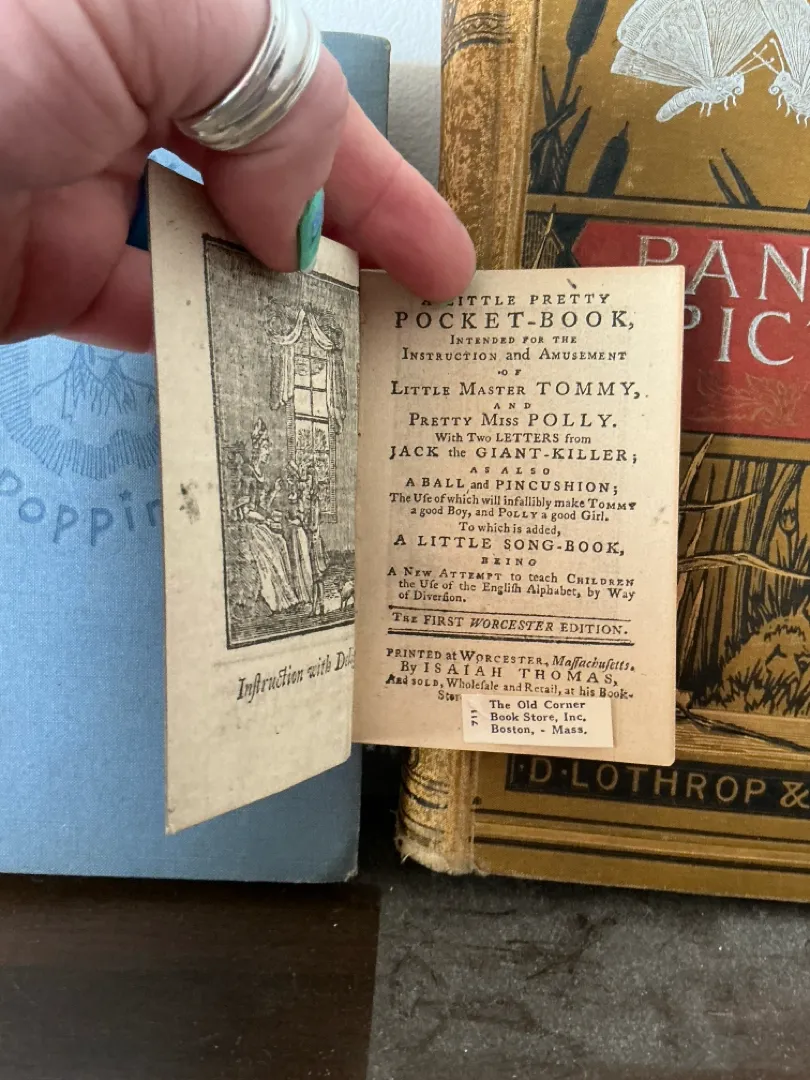 Poppin
PAN
PIC
D·LOTHROP &
Instruction with Del
A LITTLE PRETTY
POCKET-BOOK,
INTENDED FOR THE
INSTRUCTION and AMUSEMENT
OF
LITTLE MASTER TOMMY,
AND
PRETTY MISS POLLY.
With Two LETTERS from
JACK the GIANT-KILLER;
AS ALSO
A BALL and PINCUSHION;
The Uſe of which will infallibly make TOMMY
a good Boy, and POLLY a good Girl.
To which is added,
A LITTLE SONG-BOOK,
BEING
A NEW ATTEMPT to teach CHILDREN
the Uſe of the Engliſh Alphabet, by Way
of Diverſion.
THE FIRST WORCESTER EDITION.
PRINTED at WORCESTER, Maſſachuſetts.
By ISAIAH THOMAS,
AND SOLD, Wholeſale and Retail, at his Book-
Stor
The Old Corner
Book Store, Inc.
Boston, - Mass.